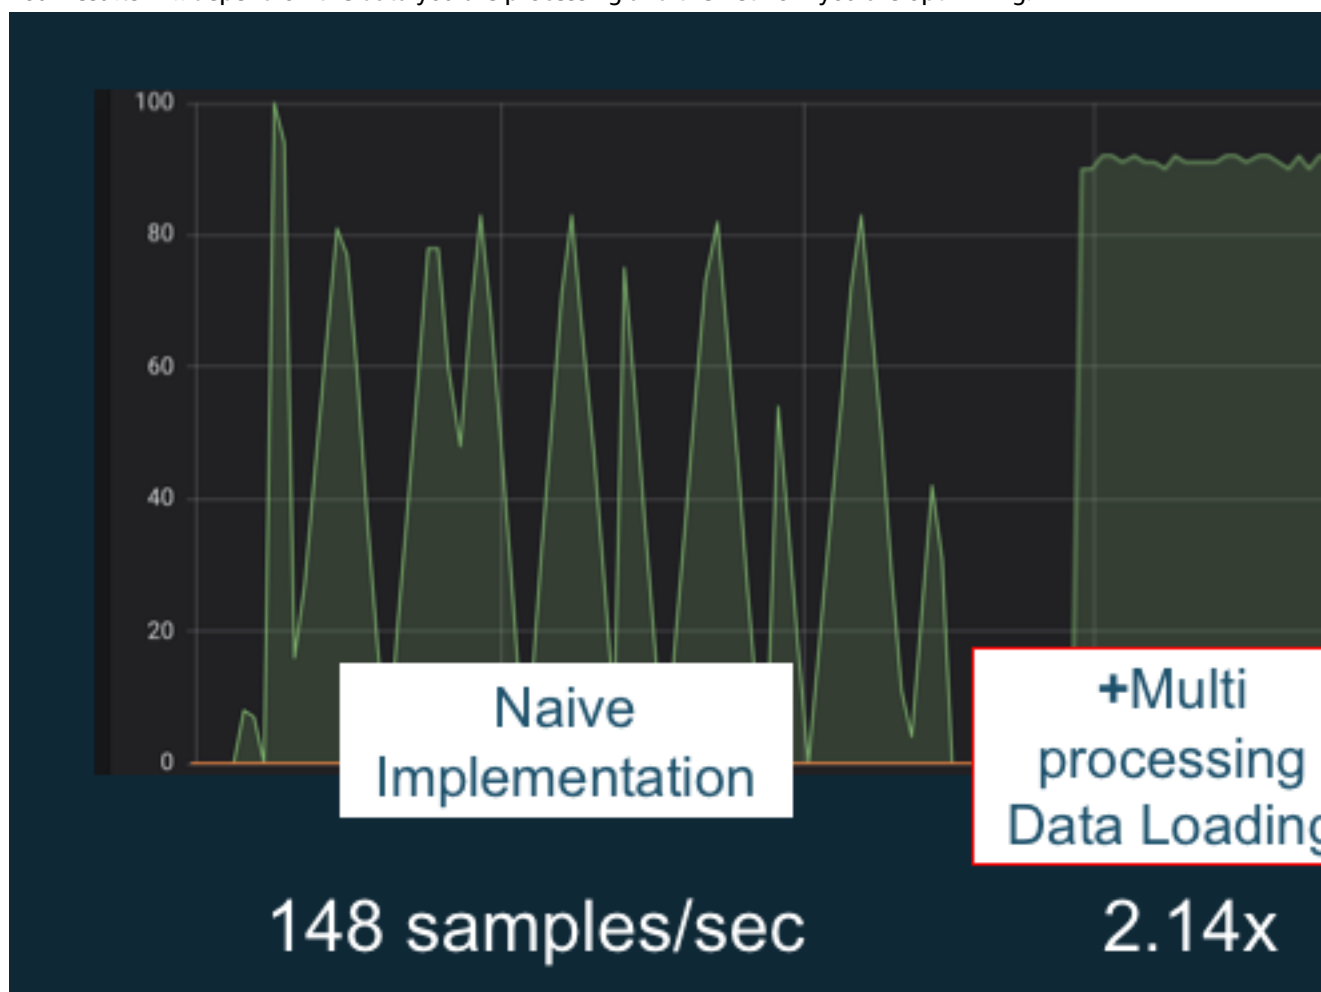 100
80
60
40
20
0
Naive
Implementation
+Multi
processing
Data Loading
148 samples/sec
2.14x